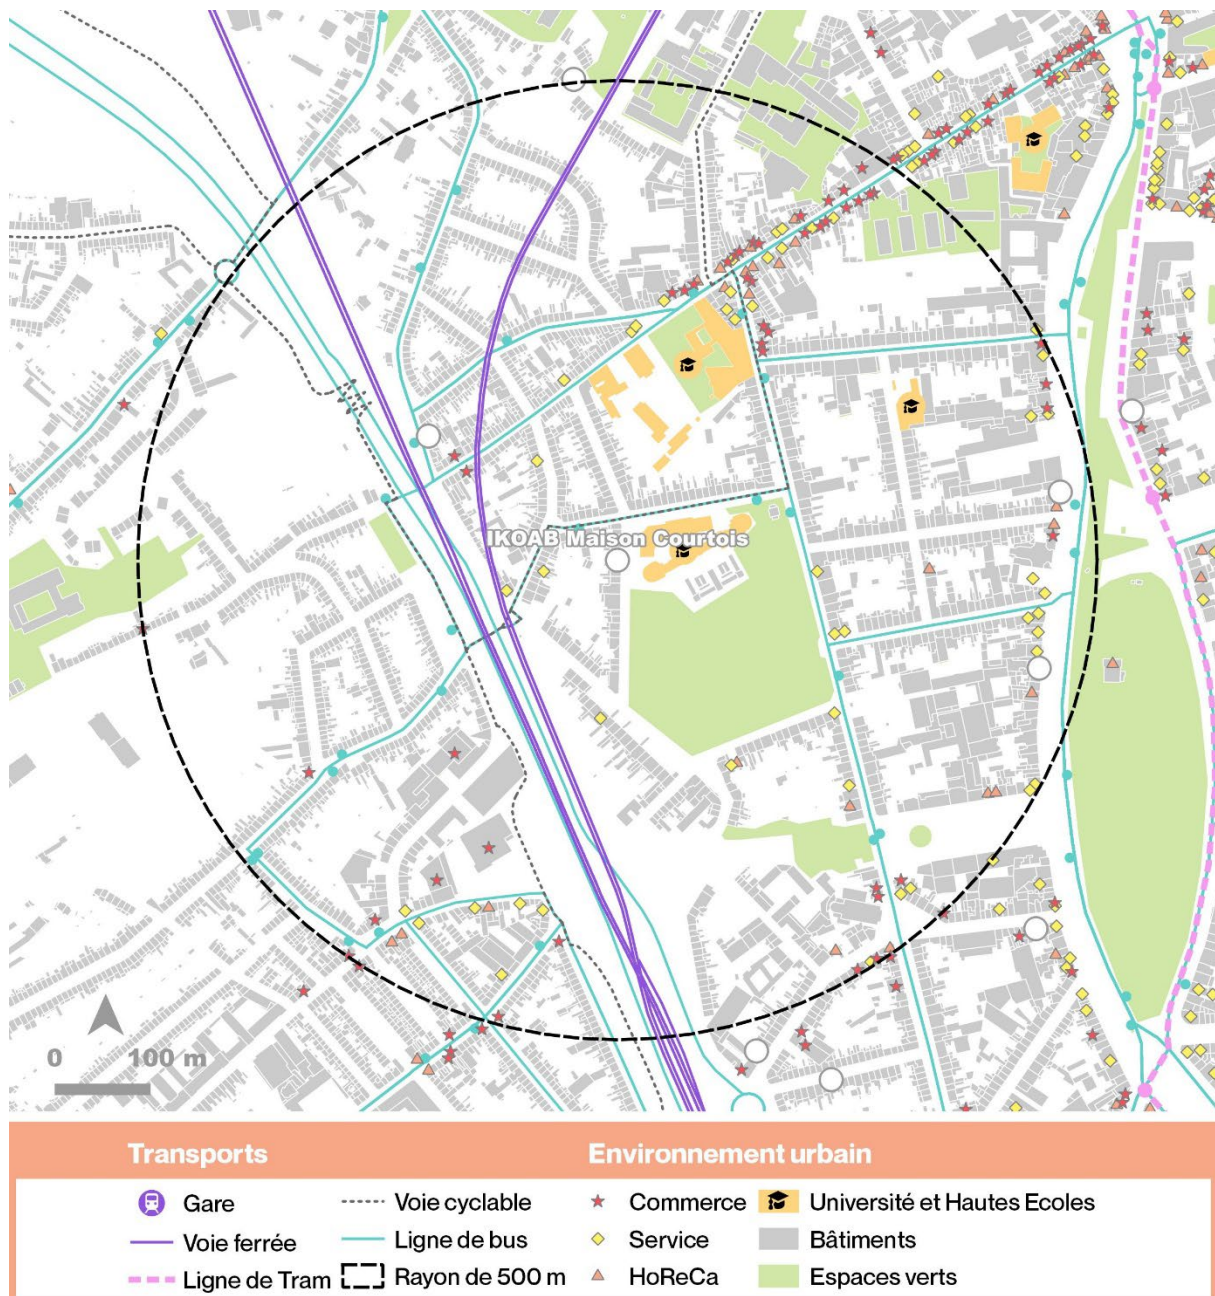 IKOAB Maison Courtois
0 100 m
Transports
Environnement urbain
Gare
Voie cyclable
Commerce
Université et Hautes Ecoles
Voie ferrée
Ligne de bus
Service
Bâtiments
Ligne de Tram
Rayon de 500 m
HoReCa
Espaces verts